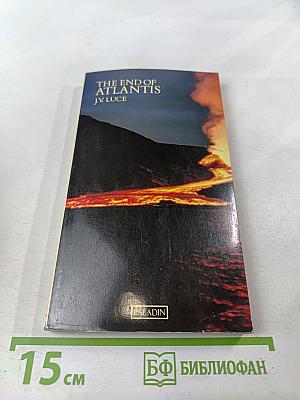 THE END OF
ATLANTIS
J.V. LUCE
PALADIN
15 см
БФ БИБЛИОФАН